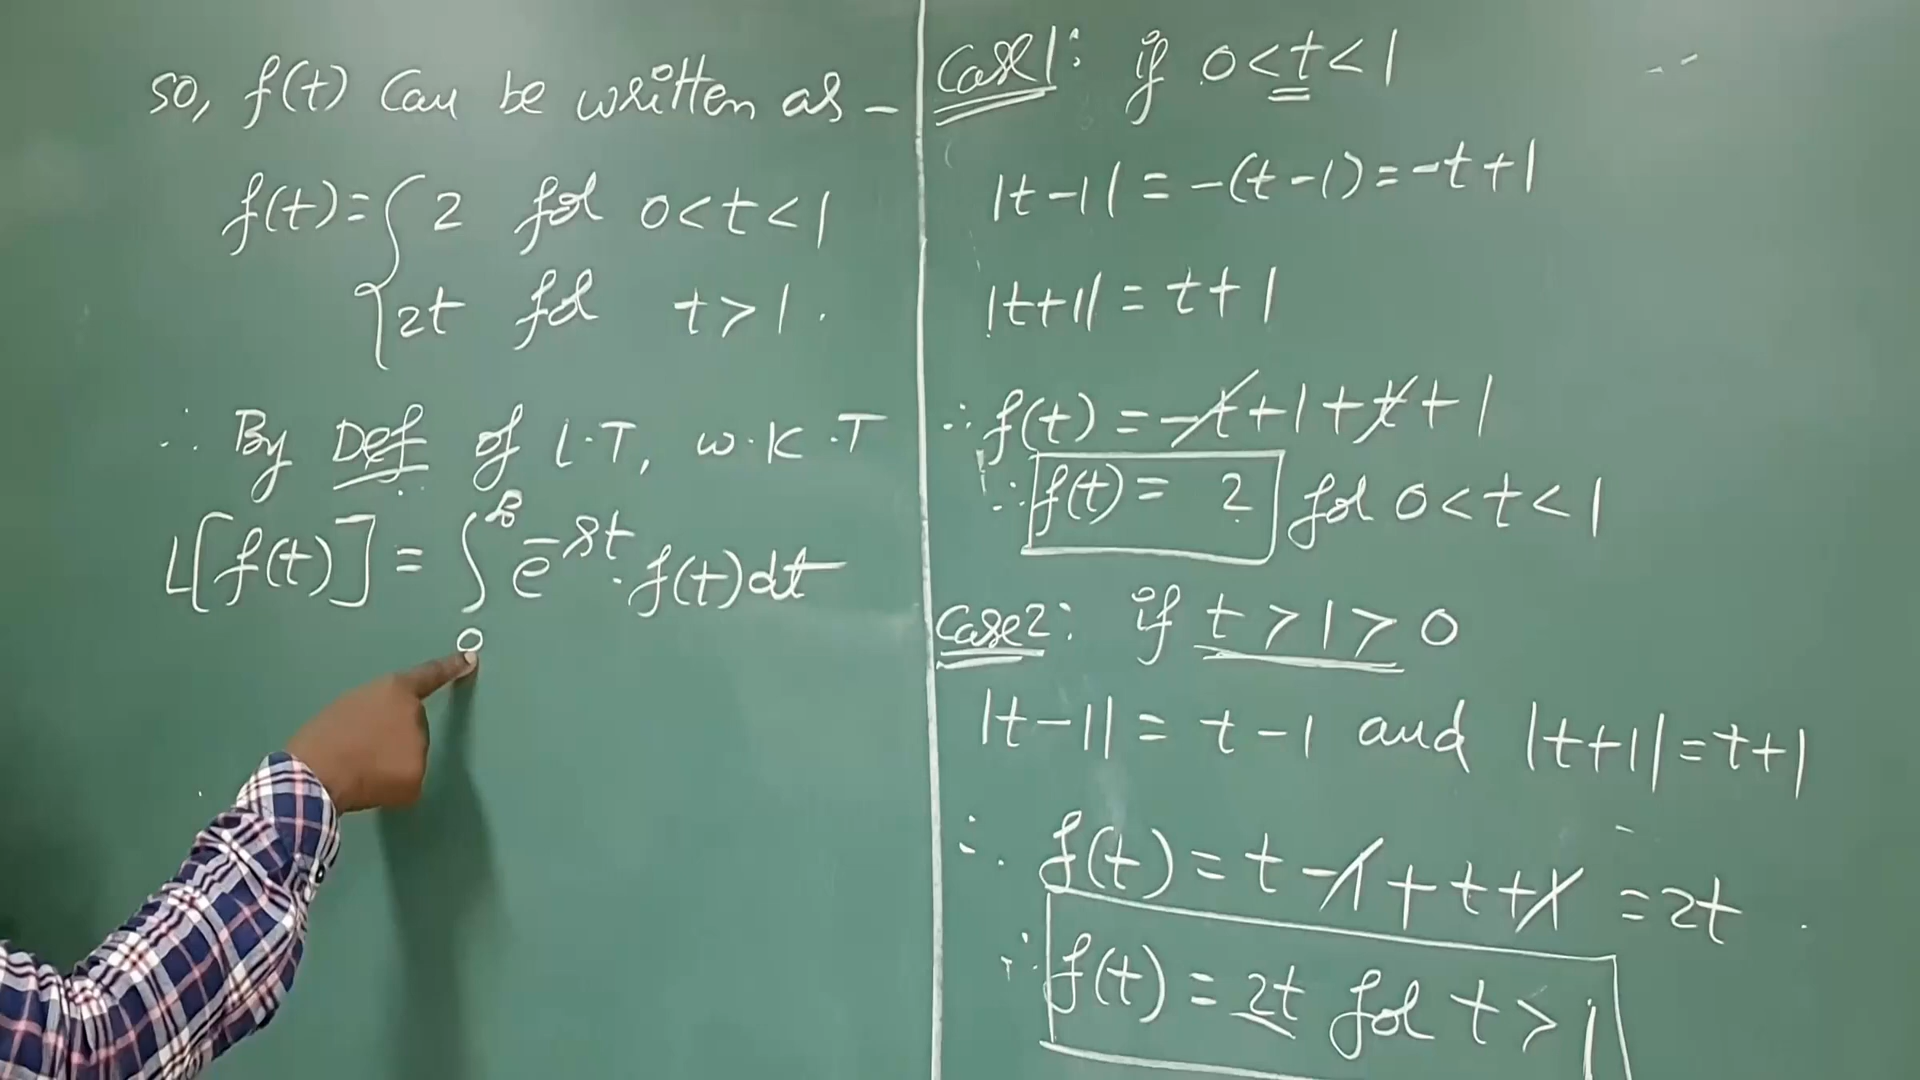 so, f(t) can be written as –
f(t) = { 2 for 0 < t < 1
2t for t > 1 .
∴ By Def of L.T, W.K.T
L[f(t)] = ∫₀^∞ e^-st . f(t) dt
Case 1 : if 0 < t < 1
|t-1| = -(t-1) = -t+1
|t+1| = t+1
∴ f(t) = -t+1+t+1
∴ f(t) = 2 for 0 < t < 1
Case 2 : if t > 1 > 0
|t-1| = t-1 and |t+1| = t+1
∴ f(t) = t-1+t+1 = 2t .
∴ f(t) = 2t for t > 1